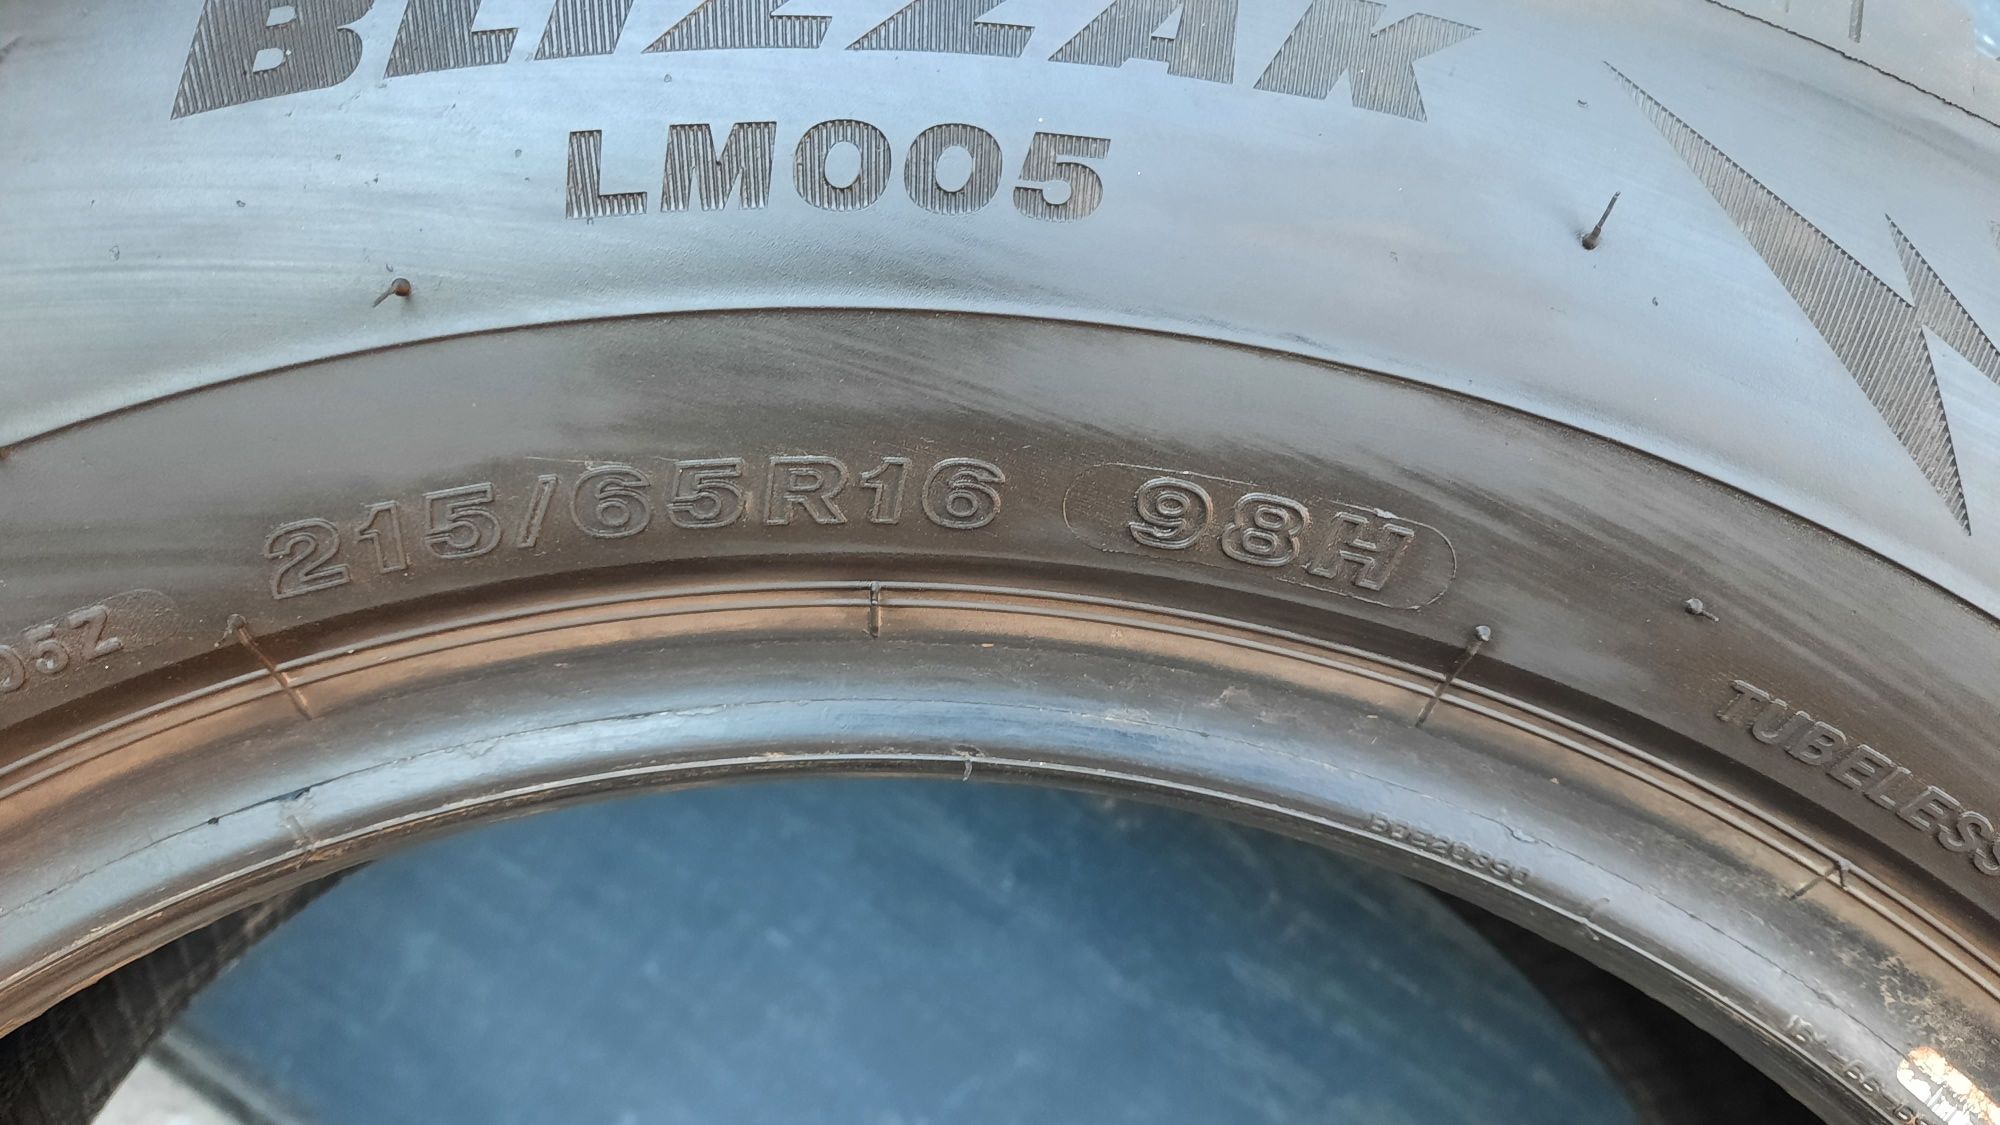 BLIZZAK
LM005
215/65R16 98H
TUBELESS